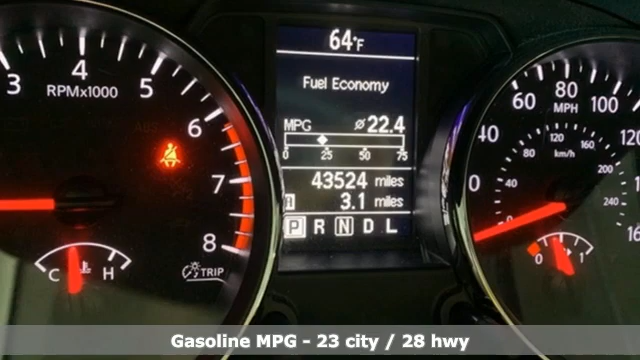 64°F
Fuel Economy
MPG ⌀22.4
0 25 50 75
43524 miles
A 3.1 miles
P R N D L
3 4 5 6 7 8
RPMx1000
C H
TRIP
40 60 80 100
MPH
0 40 80 120 160 200 240
km/h
0 1
Gasoline MPG - 23 city / 28 hwy